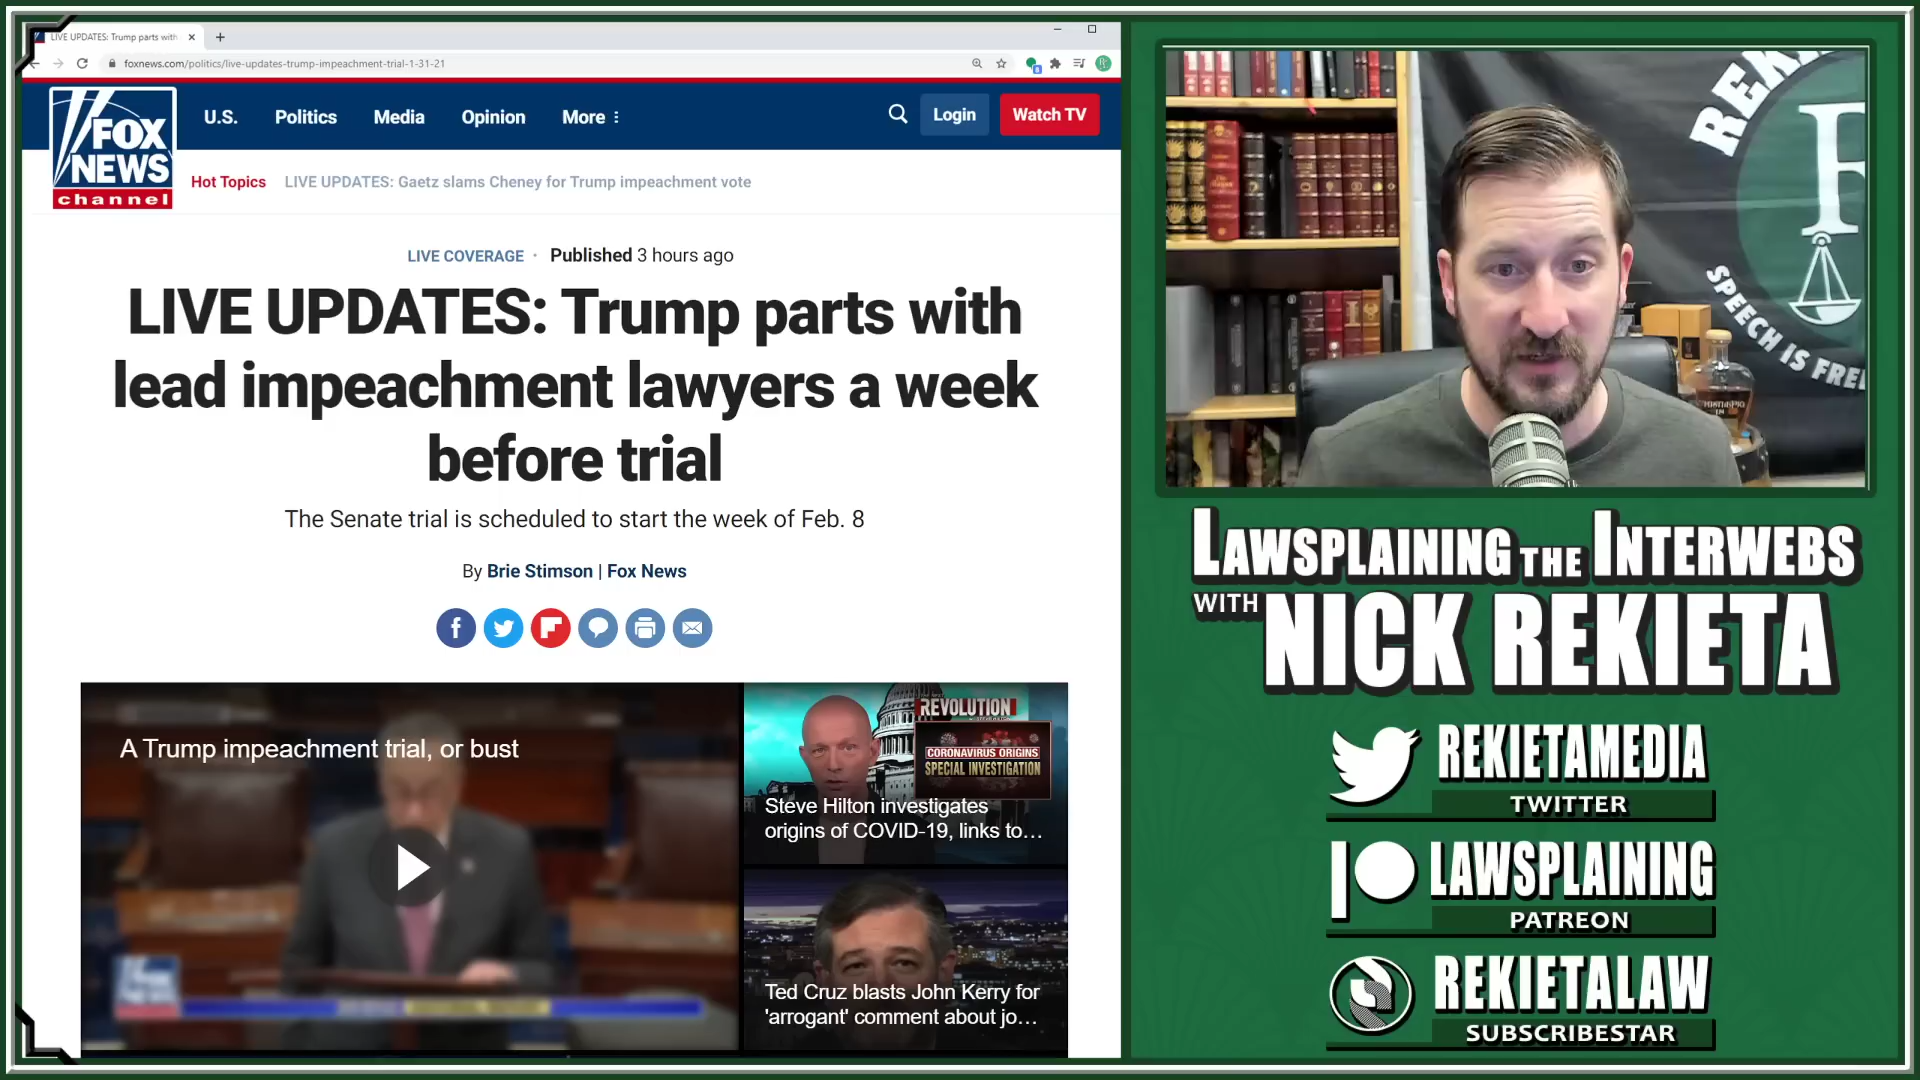 LIVE UPDATES: Trump parts with
foxnews.com/politics/live-updates-trump-impeachment-trial-1-31-21
FOX
NEWS
channel
U.S.
Politics
Media
Opinion
More
Login
Watch TV
Hot Topics
LIVE UPDATES: Gaetz slams Cheney for Trump impeachment vote
LIVE COVERAGE · Published 3 hours ago
LIVE UPDATES: Trump parts with
lead impeachment lawyers a week
before trial
The Senate trial is scheduled to start the week of Feb. 8
By Brie Stimson | Fox News
A Trump impeachment trial, or bust
REVOLUTION
CORONAVIRUS ORIGINS
SPECIAL INVESTIGATION
Steve Hilton investigates
origins of COVID-19, links to...
Ted Cruz blasts John Kerry for
'arrogant' comment about jo...
SPEECH IS FREE
LAWSPLAINING THE INTERWEBS
WITH NICK REKIETA
REKIETAMEDIA
TWITTER
LAWSPLAINING
PATREON
REKIETALAW
SUBSCRIBESTAR